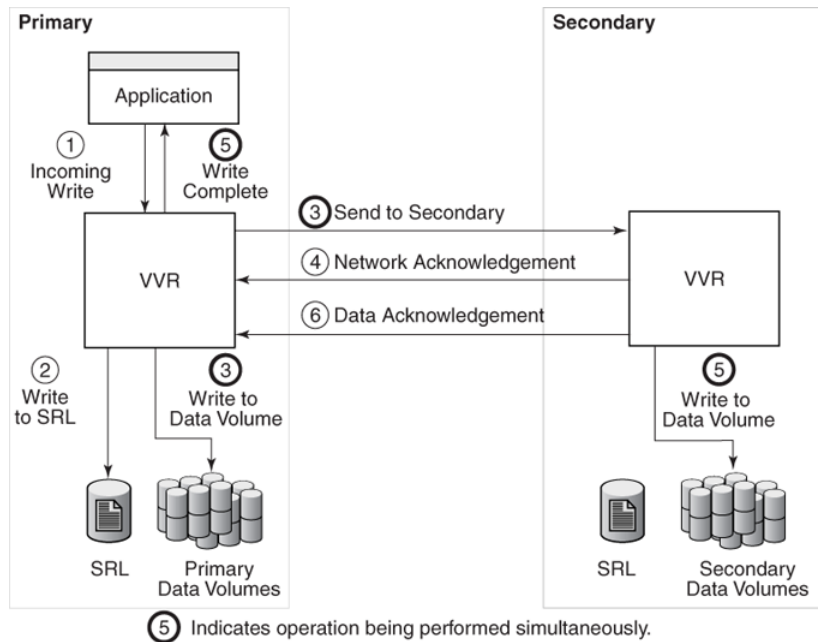 Primary
Secondary
Application
1
5
Incoming
Write
Write
Complete
3 Send to Secondary
4 Network Acknowledgement
VVR
VVR
6 Data Acknowledgement
2
Write
to SRL
3
Write to
Data Volume
5
Write to
Data Volume
SRL
Primary
Data Volumes
SRL
Secondary
Data Volumes
5 Indicates operation being performed simultaneously.